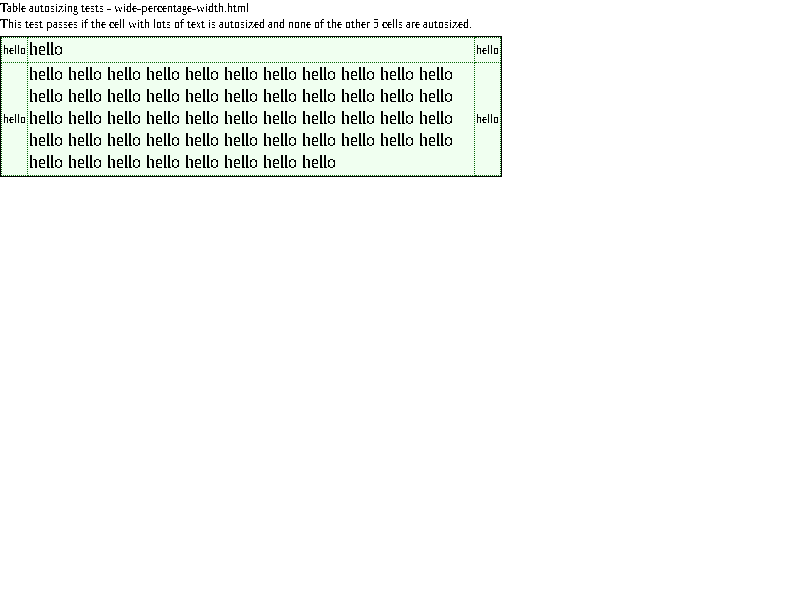 Table autosizing tests - wide-percentage-width.html
This test passes if the cell with lots of text is autosized and none of the other 5 cells are autosized.
hello hello hello
hello hello hello hello hello hello hello hello hello hello hello
hello hello hello hello hello hello hello hello hello hello hello
hello hello hello hello hello hello hello hello hello hello hello hello hello
hello hello hello hello hello hello hello hello hello hello hello
hello hello hello hello hello hello hello hello